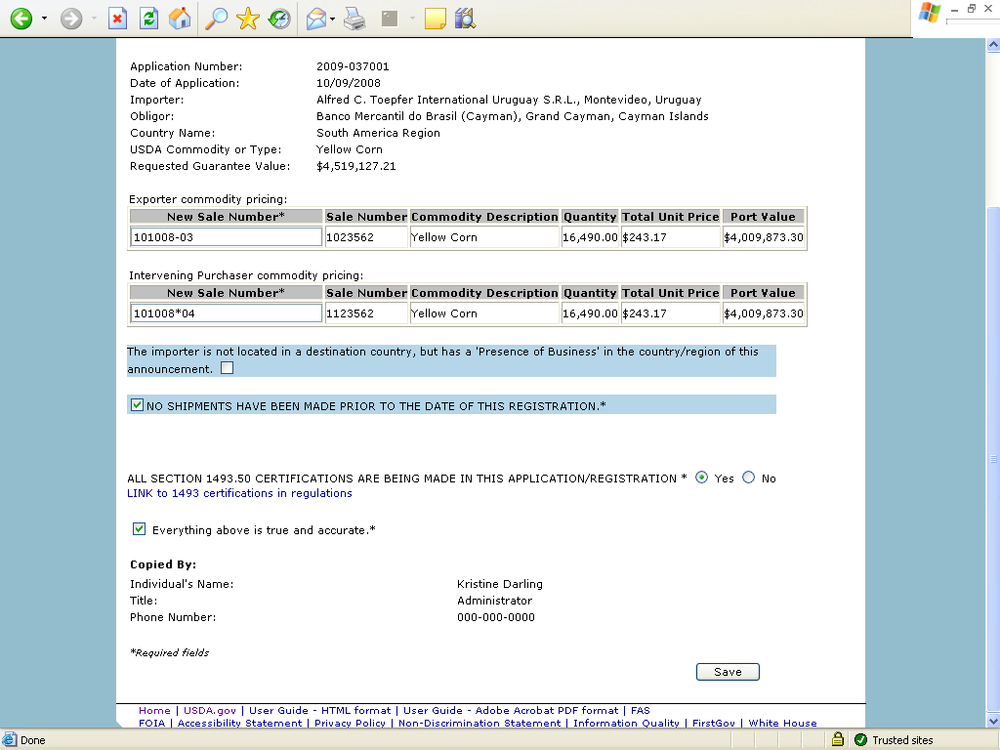 Application Number: 2009-037001
Date of Application: 10/09/2008
Importer: Alfred C. Toepfer International Uruguay S.R.L., Montevideo, Uruguay
Obligor: Banco Mercantil do Brasil (Cayman), Grand Cayman, Cayman Islands
Country Name: South America Region
USDA Commodity or Type: Yellow Corn
Requested Guarantee Value: $4,519,127.21
Exporter commodity pricing:
New Sale Number* Sale Number Commodity Description Quantity Total Unit Price Port Value
101008-03 1023562 Yellow Corn 16,490.00 $243.17 $4,009,873.30
Intervening Purchaser commodity pricing:
New Sale Number* Sale Number Commodity Description Quantity Total Unit Price Port Value
101008*04 1123562 Yellow Corn 16,490.00 $243.17 $4,009,873.30
The importer is not located in a destination country, but has a 'Presence of Business' in the country/region of this
announcement.
NO SHIPMENTS HAVE BEEN MADE PRIOR TO THE DATE OF THIS REGISTRATION.*
ALL SECTION 1493.50 CERTIFICATIONS ARE BEING MADE IN THIS APPLICATION/REGISTRATION * Yes No
LINK to 1493 certifications in regulations
Everything above is true and accurate.*
Copied By:
Individual's Name: Kristine Darling
Title: Administrator
Phone Number: 000-000-0000
*Required fields
Save
Home | USDA.gov | User Guide - HTML format | User Guide - Adobe Acrobat PDF format | FAS
FOIA | Accessibility Statement | Privacy Policy | Non-Discrimination Statement | Information Quality | FirstGov | White House
Done Trusted sites